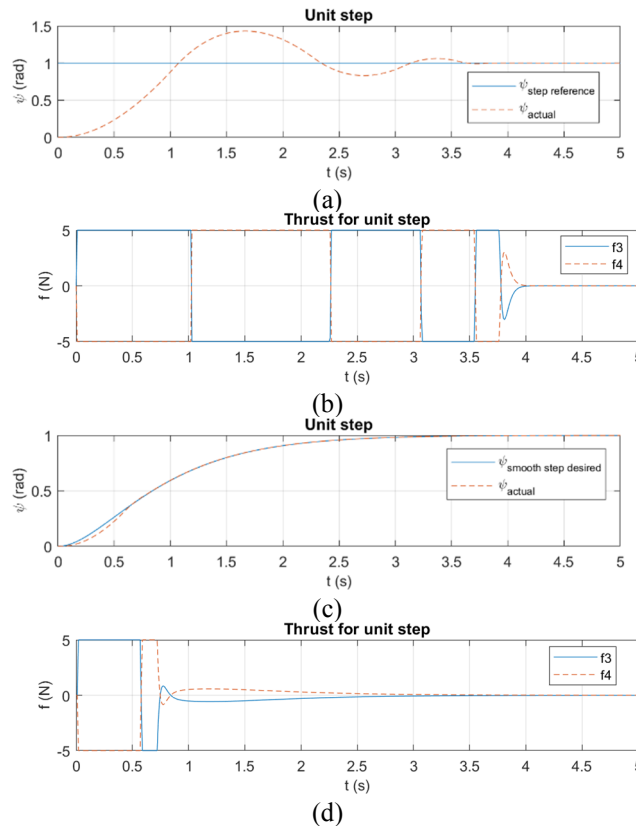 Unit step
1.5
1
0.5
0
ψ (rad)
ψ step reference
ψ actual
0 0.5 1 1.5 2 2.5 3 3.5 4 4.5 5
t (s)
(a)
Thrust for unit step
5
0
-5
f (N)
f3
f4
0 0.5 1 1.5 2 2.5 3 3.5 4 4.5 5
t (s)
(b)
Unit step
1
0.5
0
ψ (rad)
ψ smooth step desired
ψ actual
0 0.5 1 1.5 2 2.5 3 3.5 4 4.5 5
t (s)
(c)
Thrust for unit step
5
0
-5
f (N)
f3
f4
0 0.5 1 1.5 2 2.5 3 3.5 4 4.5 5
t (s)
(d)